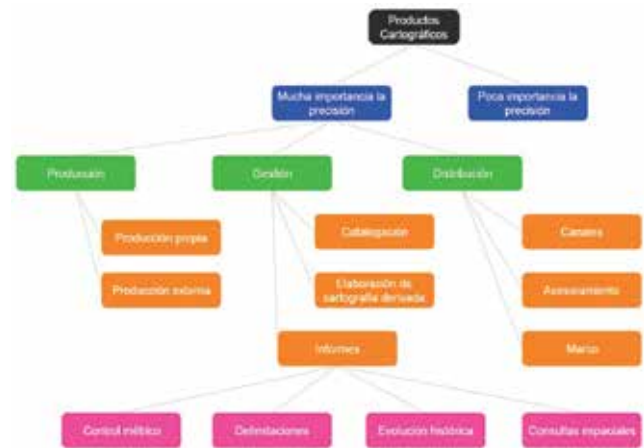 Productos
Cartográficos
Mucha importancia la
precisión
Poca importancia la
precisión
Producción
Gestión
Distribución
Producción propia
Catalogación
Canales
Producción externa
Elaboración de
cartografía derivada
Asesoramiento
Informes
Marco
Control métrico
Delimitaciones
Evolución histórica
Consultas espaciales